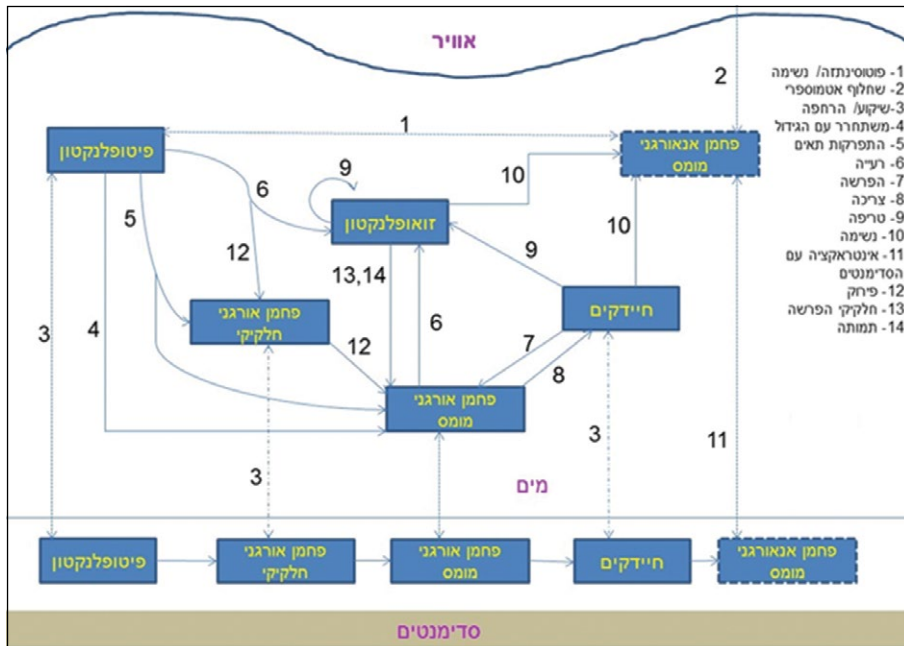 אוויר
2
1- פוטוסינתזה/ נשימה
2- שחלוף אטמוספרי
3-שיקוע/ הרחפה
4-משתחרר עם הגידול
5- התפרקות תאים
6- רעייה
7- הפרשה
8- צריכה
9- טריפה
10- נשימה
11- אינטראקציה עם
הסדימנטים
12- פירוק
13- חלקיקי הפרשה
14- תמותה
1
פחמן אנאורגני
מומס
פיטופלנקטון
10
9
6
זואופלנקטון
5
10
9
12
13,14
חיידקים
פחמן אורגני
חלקיקי
6
4
3
12
7
8
פחמן אורגני
מומס
3
11
3
מים
פיטופלנקטון
פחמן אורגני
חלקיקי
פחמן אורגני
מומס
חיידקים
פחמן אנאורגני
מומס
סדימנטים